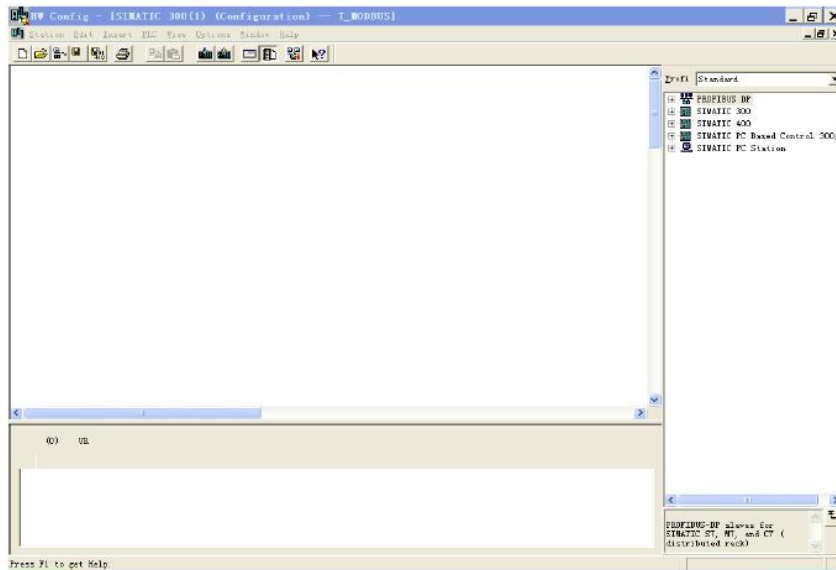 HW Config - [SIMATIC 300(1) (Configuration) -- T_MODBUS]
Station Edit Insert PLC View Options Window Help
Profi Standard
PROFIBUS DP
SIMATIC 300
SIMATIC 400
SIMATIC PC Based Control 300/
SIMATIC PC Station
(0) UR
PROFIBUS-DP slaves for
SIMATIC S7, M7, and C7 (
distributed rack)
Press F1 to get Help.